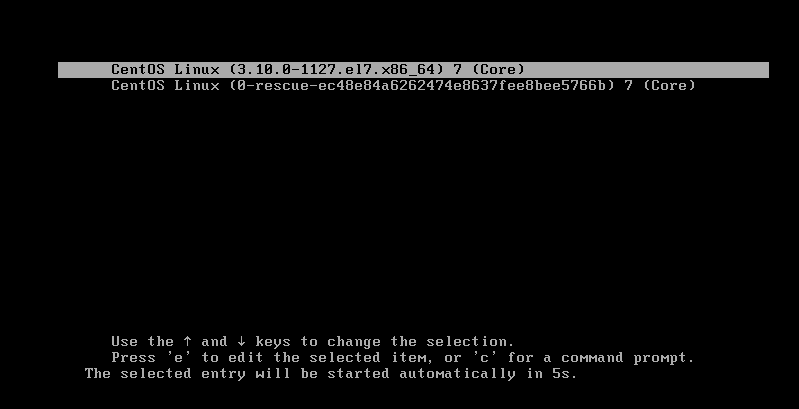 CentOS Linux (3.10.0-1127.el7.x86_64) 7 (Core)
CentOS Linux (0-rescue-ec48e84a6262474e8637fee8bee5766b) 7 (Core)
Use the ↑ and ↓ keys to change the selection.
Press 'e' to edit the selected item, or 'c' for a command prompt.
The selected entry will be started automatically in 5s.